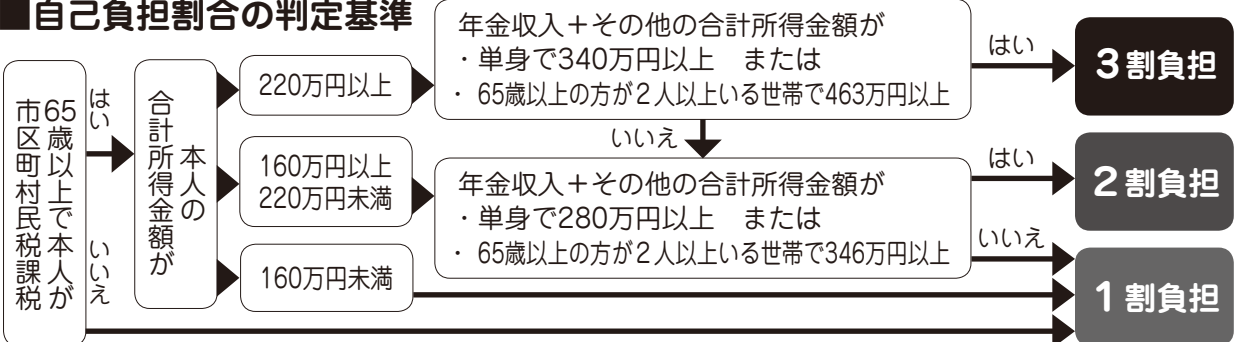 ■自己負担割合の判定基準
65歳以上で本人が
市区町村民税課税
はい
いいえ
本人の
合計所得金額が
220万円以上
160万円以上
220万円未満
160万円未満
年金収入＋その他の合計所得金額が
・単身で340万円以上　または
・ 65歳以上の方が２人以上いる世帯で463万円以上
はい
いいえ
年金収入＋その他の合計所得金額が
・単身で280万円以上　または
・ 65歳以上の方が２人以上いる世帯で346万円以上
はい
いいえ
３割負担
２割負担
１割負担